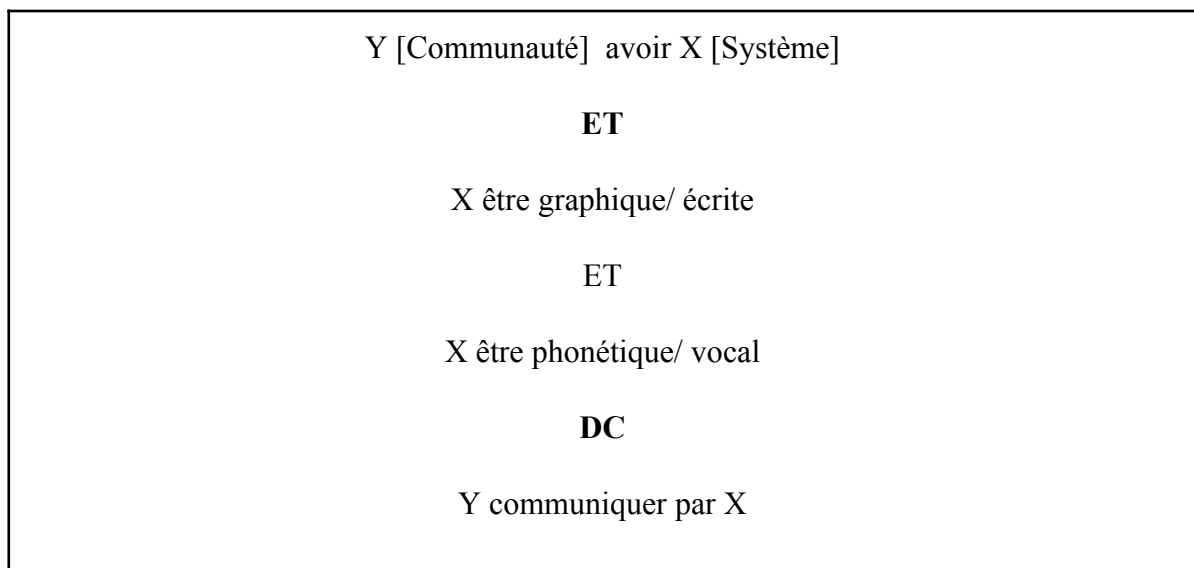 Y [Communauté]  avoir X [Système]
ET
X être graphique/ écrite
ET
X être phonétique/ vocal
DC
Y communiquer par X